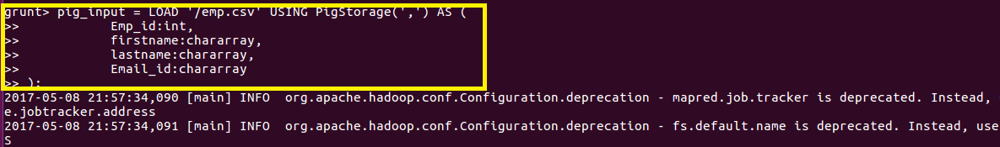 grunt> pig_input = LOAD '/emp.csv' USING PigStorage(',') AS (
>>          Emp_id:int,
>>          firstname:chararray,
>>          lastname:chararray,
>>          Email_id:chararray
>> );
2017-05-08 21:57:34,090 [main] INFO  org.apache.hadoop.conf.Configuration.deprecation - mapred.job.tracker is deprecated. Instead,
e.jobtracker.address
2017-05-08 21:57:34,091 [main] INFO  org.apache.hadoop.conf.Configuration.deprecation - fs.default.name is deprecated. Instead, use
S